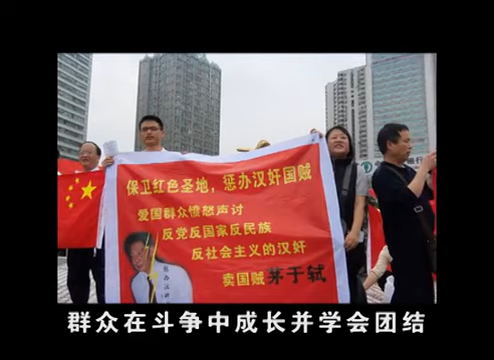 保卫红色圣地，惩办汉奸国贼
爱国群众愤怒声讨
反党反国家反民族
反社会主义的汉奸
卖国贼茅于轼
群众在斗争中成长并学会团结